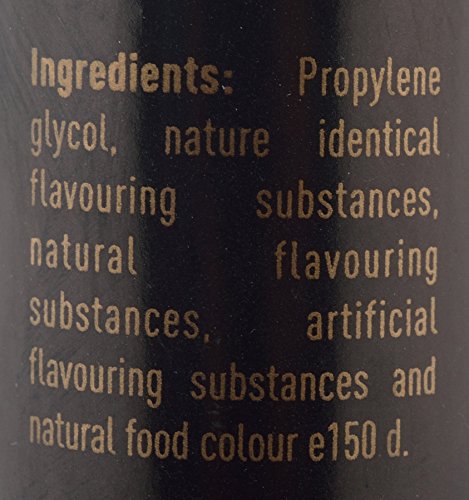 Ingredients: Propylene
glycol, nature identical
flavouring substances,
natural flavouring
substances, artificial
flavouring substances and
natural food colour e150 d.